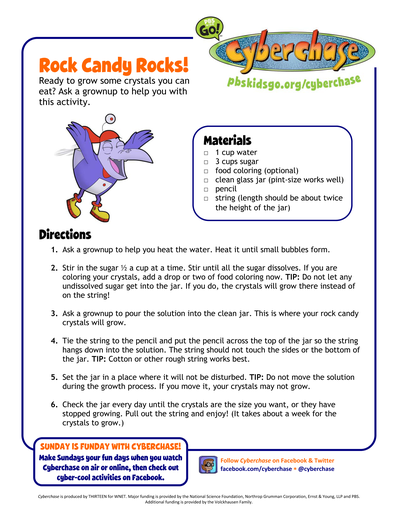 PBS KIDS GO!
Cyberchase
pbskidsgo.org/cyberchase
Rock Candy Rocks!
Ready to grow some crystals you can
eat? Ask a grownup to help you with
this activity.
Materials
□ 1 cup water
□ 3 cups sugar
□ food coloring (optional)
□ clean glass jar (pint-size works well)
□ pencil
□ string (length should be about twice
the height of the jar)
Directions
1. Ask a grownup to help you heat the water. Heat it until small bubbles form.
2. Stir in the sugar ½ a cup at a time. Stir until all the sugar dissolves. If you are
coloring your crystals, add a drop or two of food coloring now. TIP: Do not let any
undissolved sugar get into the jar. If you do, the crystals will grow there instead of
on the string!
3. Ask a grownup to pour the solution into the clean jar. This is where your rock candy
crystals will grow.
4. Tie the string to the pencil and put the pencil across the top of the jar so the string
hangs down into the solution. The string should not touch the sides or the bottom of
the jar. TIP: Cotton or other rough string works best.
5. Set the jar in a place where it will not be disturbed. TIP: Do not move the solution
during the growth process. If you move it, your crystals may not grow.
6. Check the jar every day until the crystals are the size you want, or they have
stopped growing. Pull out the string and enjoy! (It takes about a week for the
crystals to grow.)
SUNDAY IS FUNDAY WITH CYBERCHASE!
Make Sundays your fun days when you watch
Cyberchase on air or online, then check out
cyber-cool activities on Facebook.
Follow Cyberchase on Facebook & Twitter
facebook.com/cyberchase • @cyberchase
Cyberchase is produced by THIRTEEN for WNET. Major funding is provided by the National Science Foundation, Northrop Grumman Corporation, Ernst & Young, LLP and PBS.
Additional funding is provided by the Volckhausen Family.